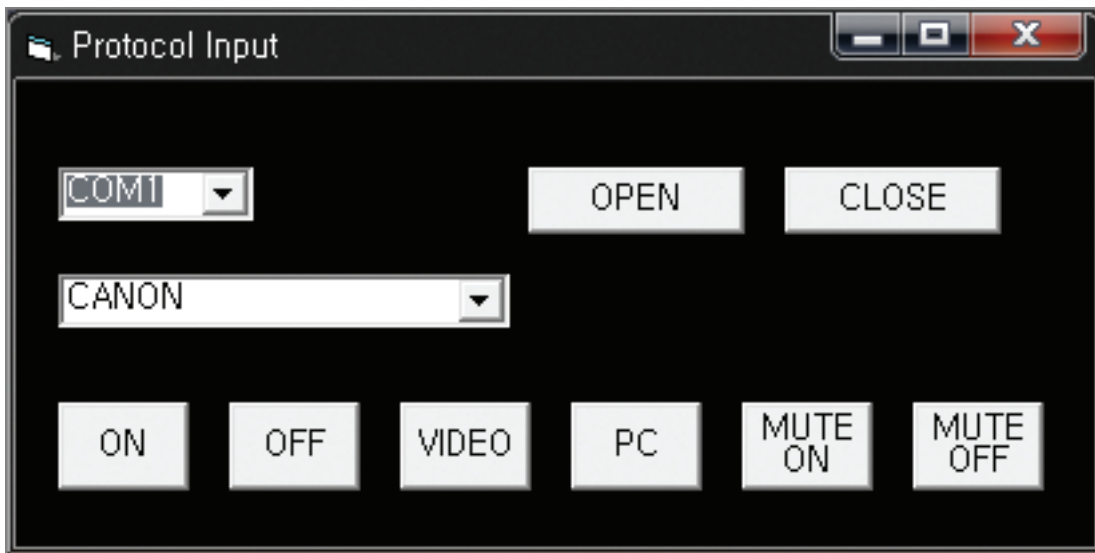 Protocol Input
COM1
OPEN
CLOSE
CANON
ON
OFF
VIDEO
PC
MUTE
ON
MUTE
OFF